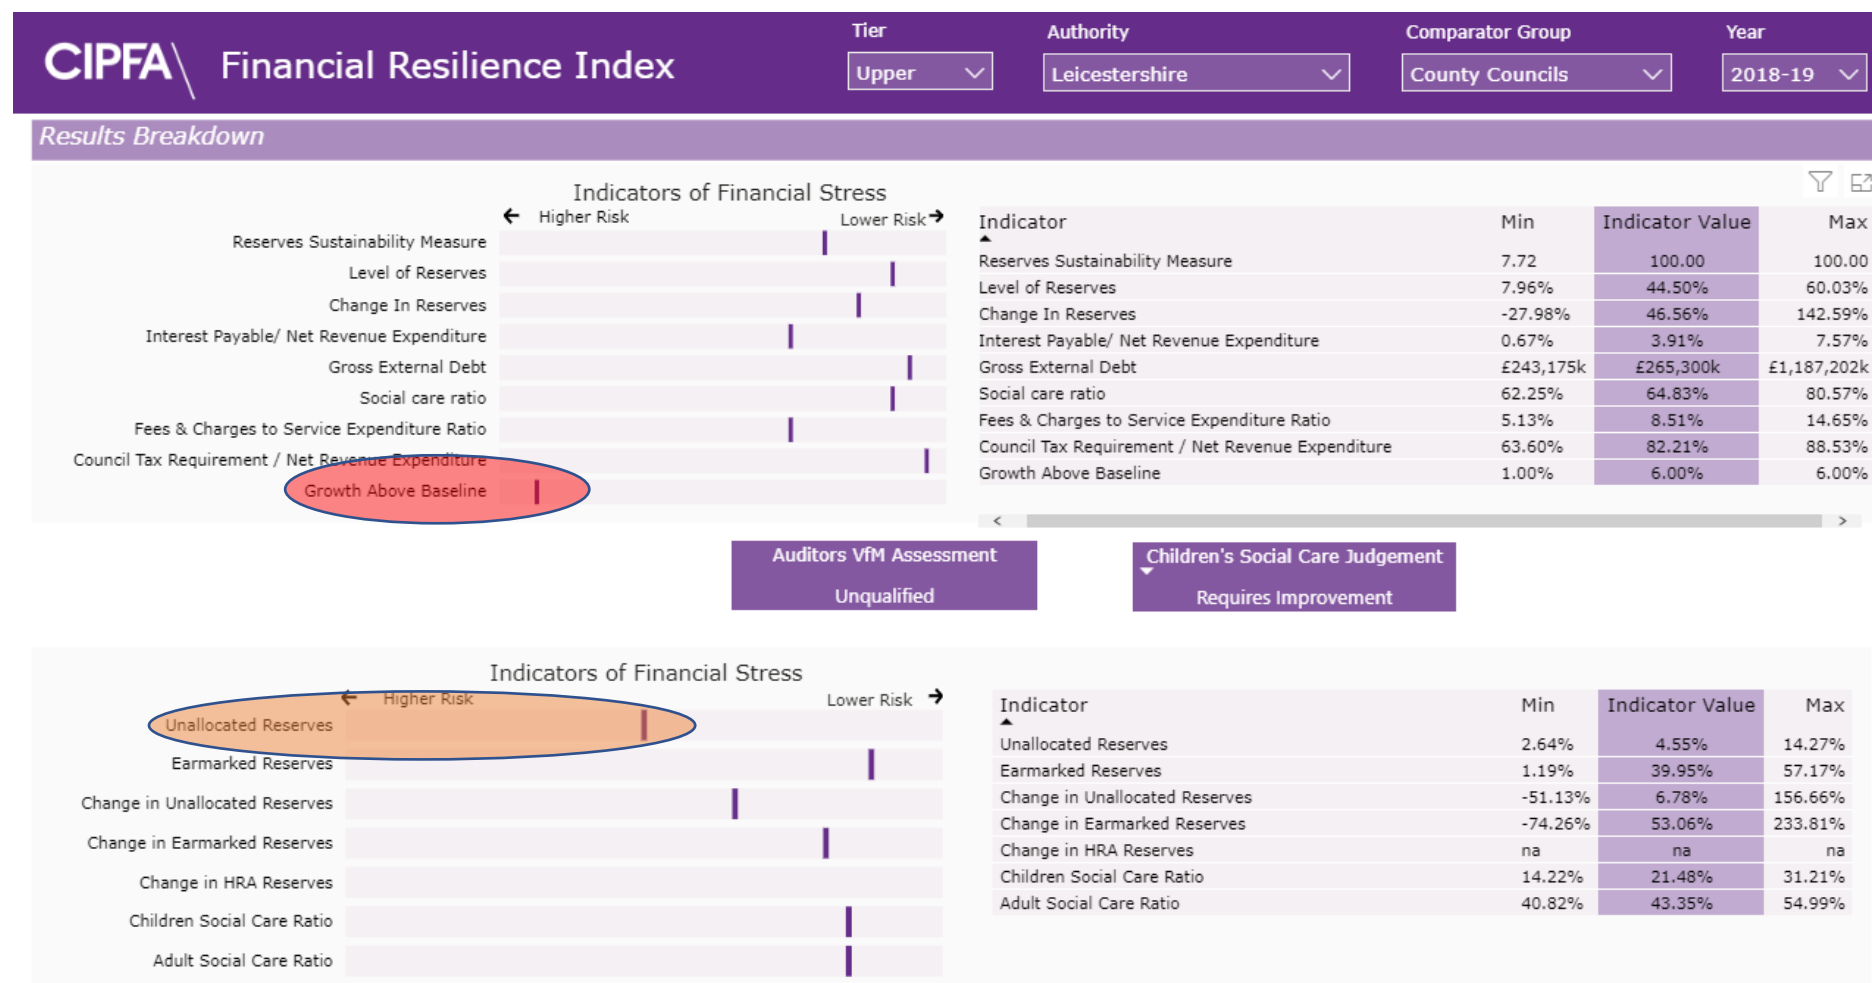 CIPFA\ Financial Resilience Index
Tier Authority Comparator Group Year
Upper Leicestershire County Councils 2018-19
Results Breakdown
Indicators of Financial Stress
← Higher Risk Lower Risk→
Reserves Sustainability Measure
Level of Reserves
Change In Reserves
Interest Payable/ Net Revenue Expenditure
Gross External Debt
Social care ratio
Fees & Charges to Service Expenditure Ratio
Council Tax Requirement / Net Revenue Expenditure
Growth Above Baseline
Indicator Min Indicator Value Max
Reserves Sustainability Measure 7.72 100.00 100.00
Level of Reserves 7.96% 44.50% 60.03%
Change In Reserves -27.98% 46.56% 142.59%
Interest Payable/ Net Revenue Expenditure 0.67% 3.91% 7.57%
Gross External Debt £243,175k £265,300k £1,187,202k
Social care ratio 62.25% 64.83% 80.57%
Fees & Charges to Service Expenditure Ratio 5.13% 8.51% 14.65%
Council Tax Requirement / Net Revenue Expenditure 63.60% 82.21% 88.53%
Growth Above Baseline 1.00% 6.00% 6.00%
Auditors VfM Assessment
Unqualified
Children's Social Care Judgement
Requires Improvement
Indicators of Financial Stress
← Higher Risk Lower Risk →
Unallocated Reserves
Earmarked Reserves
Change in Unallocated Reserves
Change in Earmarked Reserves
Change in HRA Reserves
Children Social Care Ratio
Adult Social Care Ratio
Indicator Min Indicator Value Max
Unallocated Reserves 2.64% 4.55% 14.27%
Earmarked Reserves 1.19% 39.95% 57.17%
Change in Unallocated Reserves -51.13% 6.78% 156.66%
Change in Earmarked Reserves -74.26% 53.06% 233.81%
Change in HRA Reserves na na na
Children Social Care Ratio 14.22% 21.48% 31.21%
Adult Social Care Ratio 40.82% 43.35% 54.99%